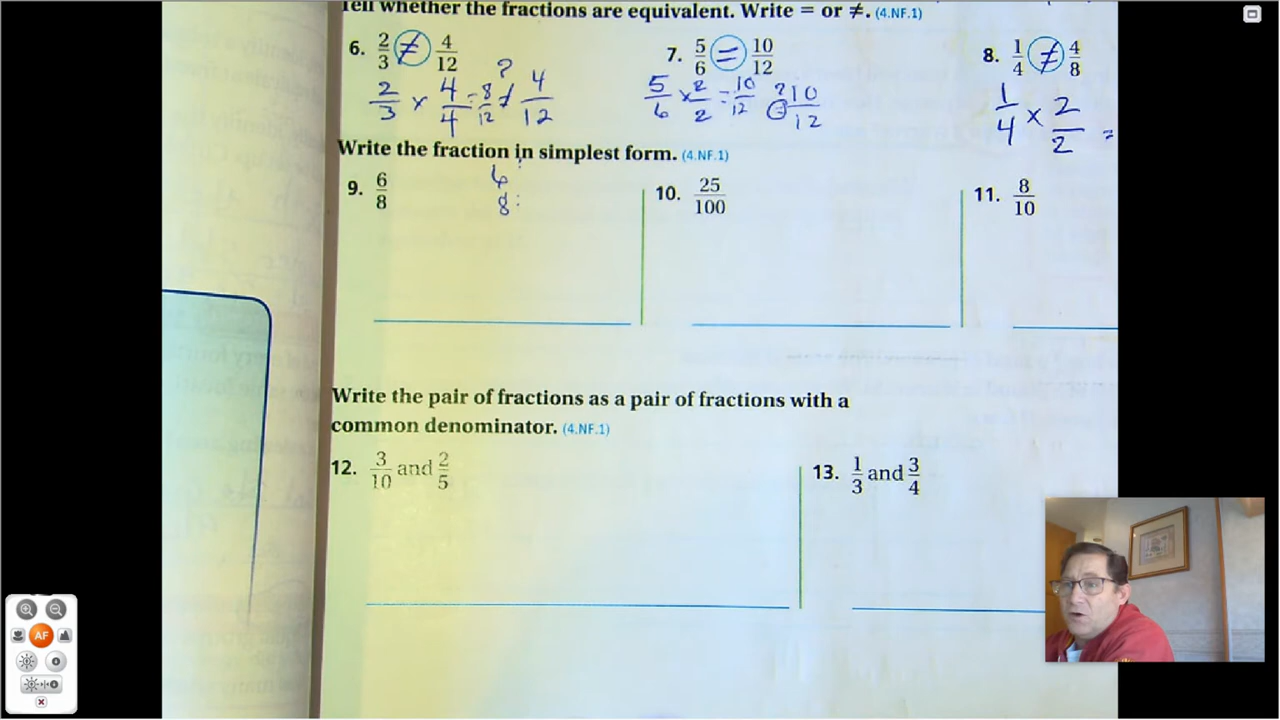 Tell whether the fractions are equivalent. Write = or ≠. (4.NF.1)
6. 2/3 ≠ 4/12 7. 5/6 = 10/12 8. 1/4 ≠ 4/8
2/3 × 4/4 = 8/12 ?≠ 4/12 5/6 × 2/2 = 10/12 ?= 10/12 1/4 × 2/2 =
Write the fraction in simplest form. (4.NF.1)
9. 6/8 6 10. 25/100 11. 8/10
8:
Write the pair of fractions as a pair of fractions with a
common denominator. (4.NF.1)
12. 3/10 and 2/5 13. 1/3 and 3/4
AF